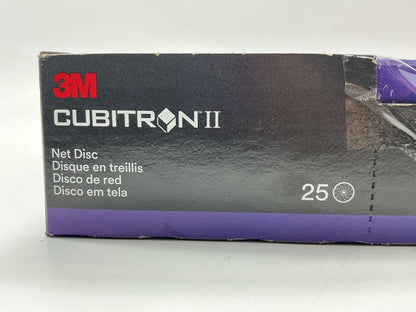 3M
CUBITRON II
Net Disc
Disque en treillis
Disco de red
Disco em tela
25